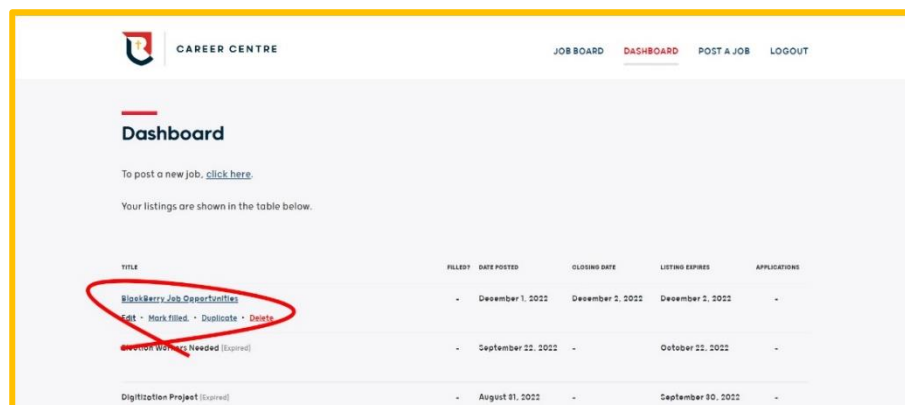 CAREER CENTRE
JOB BOARD DASHBOARD POST A JOB LOGOUT
Dashboard
To post a new job, click here.
Your listings are shown in the table below.
TITLE FILLED? DATE POSTED CLOSING DATE LISTING EXPIRES APPLICATIONS
BlackBerry Job Opportunities - December 1, 2022 December 2, 2022 December 2, 2022 -
Edit • Mark filled. • Duplicate • Delete
Election Workers Needed (Expired) - September 22, 2022 - October 22, 2022 -
Digitization Project (Expired) - August 31, 2022 - September 30, 2022 -